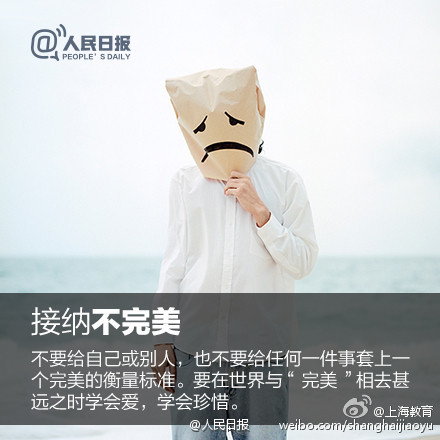 @人民日报
PEOPLE'S DAILY
接纳不完美
不要给自己或别人，也不要给任何一件事套上一
个完美的衡量标准。要在世界与“完美”相去甚
远之时学会爱，学会珍惜。
@人民日报
@上海教育
weibo.com/shanghaijiaoyu